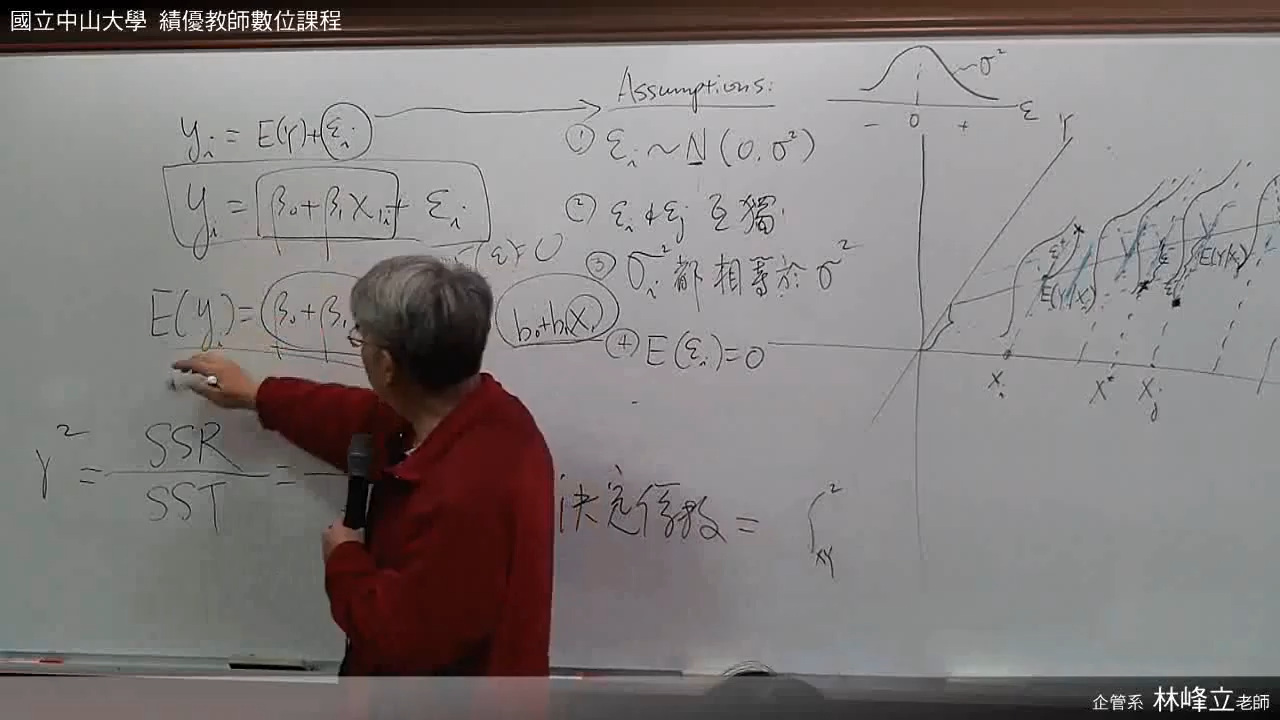 國立中山大學 績優教師數位課程
Assumptions:
yᵢ = E(Y)+εᵢ
① εᵢ ~ N (0, σ²)
yᵢ = β₀+β₁X₁ᵢ + εᵢ
② εᵢ & εⱼ 互獨
③ σᵢ² 都相等於 σ²
E(yᵢ) = β₀+β₁
b₀+b₁X₁
④ E(εᵢ)=0
r² = SSR / SST =
決定係數 = r²xy
σ²
- 0 + ε
Y
E(Y|Xᵢ)
E(Y|Xⱼ)
Xᵢ X* Xⱼ
企管系 林峰立老師